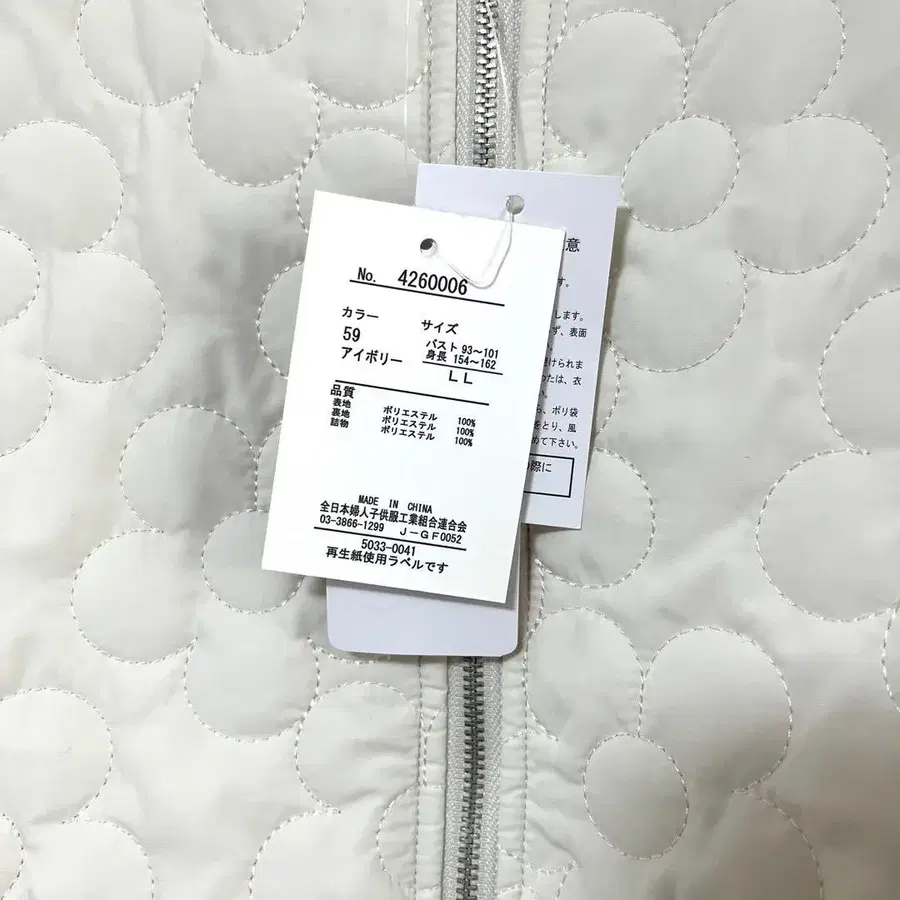 No. 4260006
カラー
サイズ
59
アイボリー
バスト 93～101
身長 154～162
LL
品質
表地 ポリエステル 100%
裏地 ポリエステル 100%
詰物 ポリエステル 100%
MADE IN CHINA
全日本婦人子供服工業組合連合会
03-3866-1299 J-GF0052
5033-0041
再生紙使用ラベルです
意
す。
します。
ず、表面
い。
避けられま
ったは、衣
い。
ら、ポリ袋
をとり、風
めて下さい。
の際に